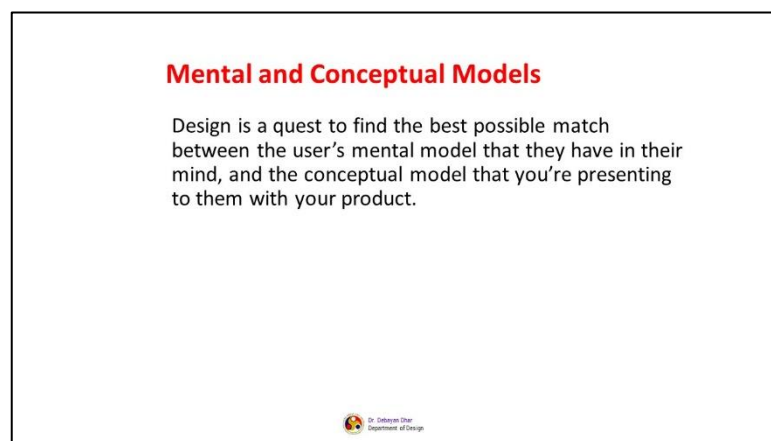 Mental and Conceptual Models
Design is a quest to find the best possible match
between the user’s mental model that they have in their
mind, and the conceptual model that you’re presenting
to them with your product.
Dr. Debayan Dhar
Department of Design